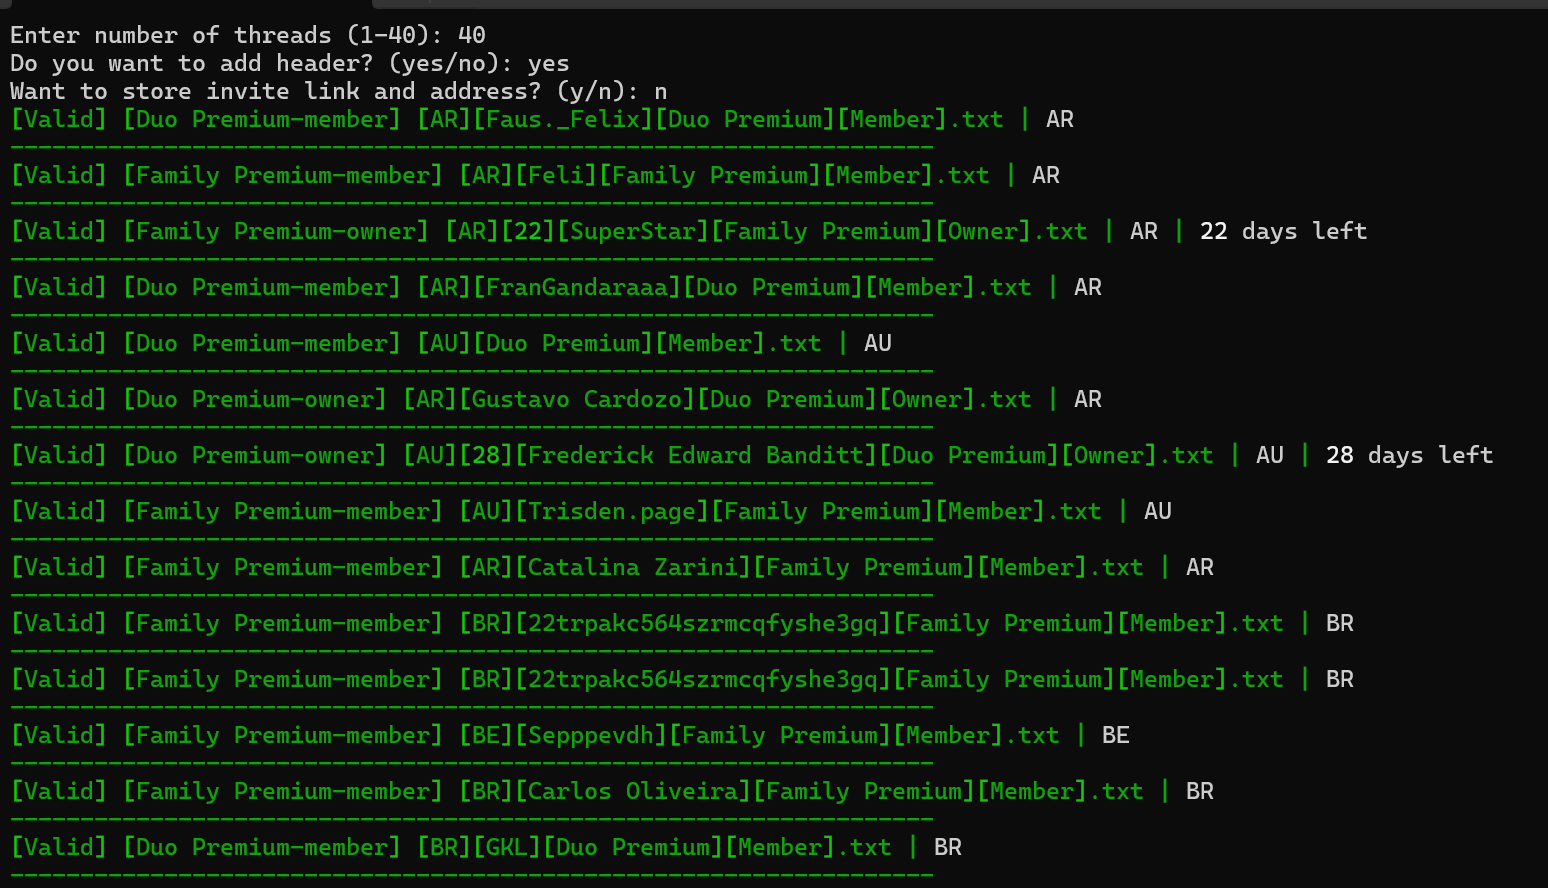 Enter number of threads (1-40): 40
Do you want to add header? (yes/no): yes
Want to store invite link and address? (y/n): n
[Valid] [Duo Premium-member] [AR][Faus._Felix][Duo Premium][Member].txt | AR
------------------------------------------------------------------
[Valid] [Family Premium-member] [AR][Feli][Family Premium][Member].txt | AR
------------------------------------------------------------------
[Valid] [Family Premium-owner] [AR][22][SuperStar][Family Premium][Owner].txt | AR | 22 days left
------------------------------------------------------------------
[Valid] [Duo Premium-member] [AR][FranGandaraaa][Duo Premium][Member].txt | AR
------------------------------------------------------------------
[Valid] [Duo Premium-member] [AU][Duo Premium][Member].txt | AU
------------------------------------------------------------------
[Valid] [Duo Premium-owner] [AR][Gustavo Cardozo][Duo Premium][Owner].txt | AR
------------------------------------------------------------------
[Valid] [Duo Premium-owner] [AU][28][Frederick Edward Banditt][Duo Premium][Owner].txt | AU | 28 days left
------------------------------------------------------------------
[Valid] [Family Premium-member] [AU][Trisden.page][Family Premium][Member].txt | AU
------------------------------------------------------------------
[Valid] [Family Premium-member] [AR][Catalina Zarini][Family Premium][Member].txt | AR
------------------------------------------------------------------
[Valid] [Family Premium-member] [BR][22trpakc564szrmcqfyshe3gq][Family Premium][Member].txt | BR
------------------------------------------------------------------
[Valid] [Family Premium-member] [BR][22trpakc564szrmcqfyshe3gq][Family Premium][Member].txt | BR
------------------------------------------------------------------
[Valid] [Family Premium-member] [BE][Sepppevdh][Family Premium][Member].txt | BE
------------------------------------------------------------------
[Valid] [Family Premium-member] [BR][Carlos Oliveira][Family Premium][Member].txt | BR
------------------------------------------------------------------
[Valid] [Duo Premium-member] [BR][GKL][Duo Premium][Member].txt | BR
------------------------------------------------------------------